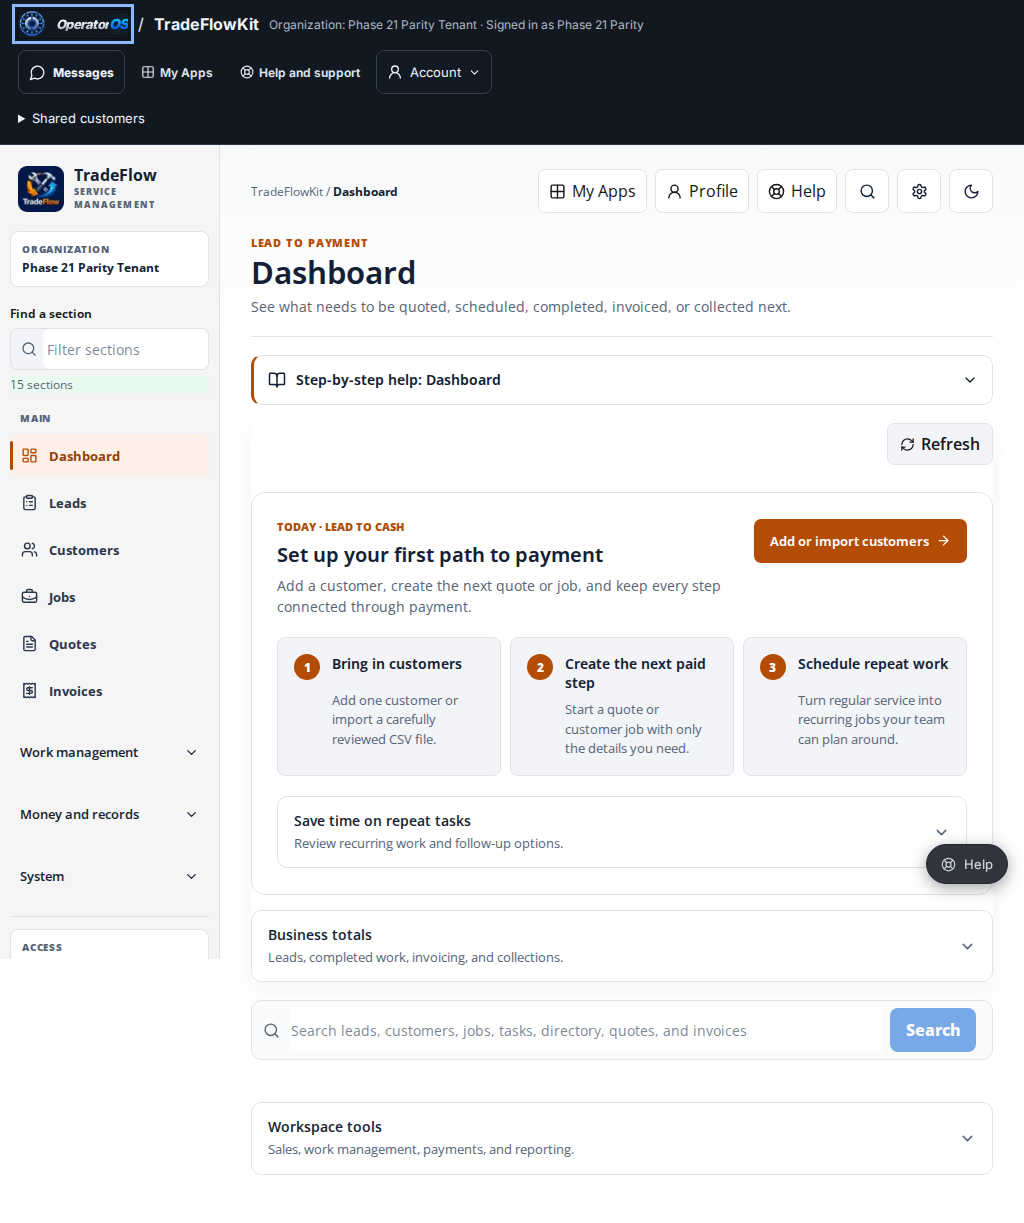 OperatorOS / TradeFlowKit Organization: Phase 21 Parity Tenant · Signed in as Phase 21 Parity
Messages My Apps Help and support Account
Shared customers
TradeFlow
SERVICE
MANAGEMENT
TradeFlow
ORGANIZATION
Phase 21 Parity Tenant
Find a section
Filter sections
15 sections
MAIN
Dashboard
Leads
Customers
Jobs
Quotes
Invoices
Work management
Money and records
System
ACCESS
TradeFlowKit / Dashboard
My Apps Profile Help
LEAD TO PAYMENT
Dashboard
See what needs to be quoted, scheduled, completed, invoiced, or collected next.
Step-by-step help: Dashboard
Refresh
TODAY · LEAD TO CASH
Set up your first path to payment
Add a customer, create the next quote or job, and keep every step
connected through payment.
Add or import customers
1 Bring in customers
Add one customer or
import a carefully
reviewed CSV file.
2 Create the next paid
step
Start a quote or
customer job with only
the details you need.
3 Schedule repeat work
Turn regular service into
recurring jobs your team
can plan around.
Save time on repeat tasks
Review recurring work and follow-up options.
Help
Business totals
Leads, completed work, invoicing, and collections.
Search leads, customers, jobs, tasks, directory, quotes, and invoices
Search
Workspace tools
Sales, work management, payments, and reporting.